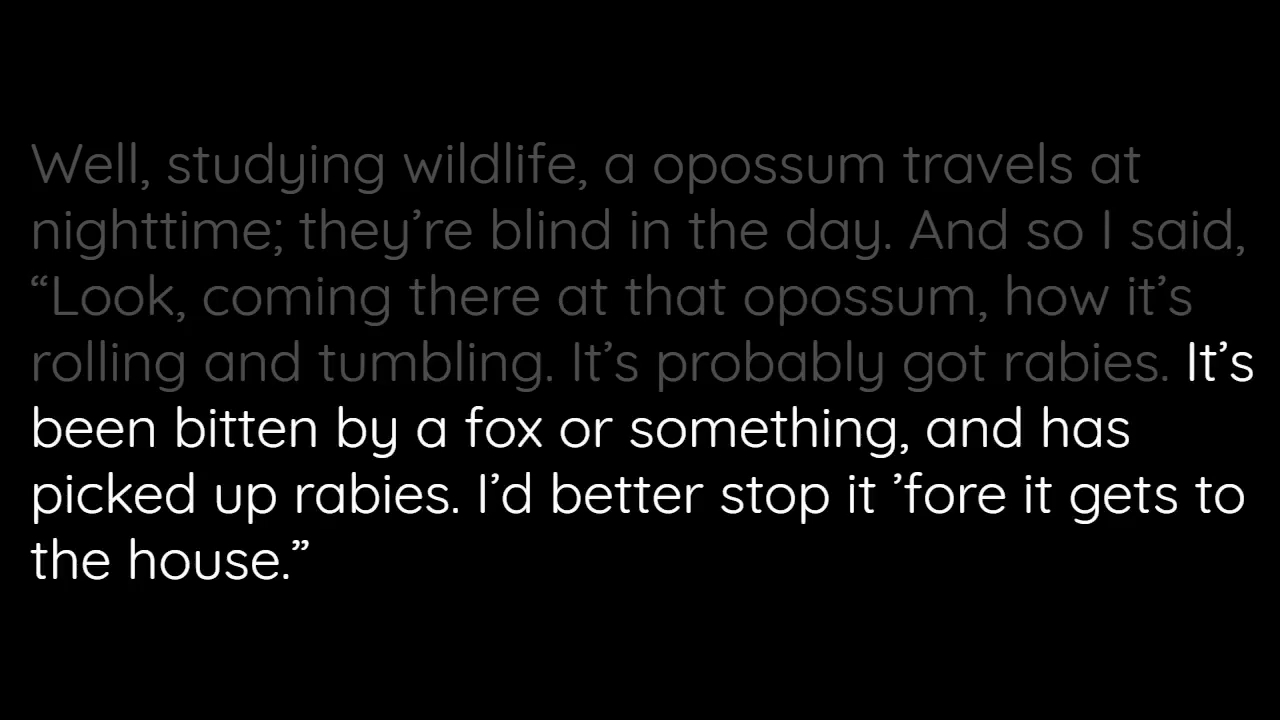 Well, studying wildlife, a opossum travels at
nighttime; they’re blind in the day. And so I said,
“Look, coming there at that opossum, how it’s
rolling and tumbling. It’s probably got rabies. It’s
been bitten by a fox or something, and has
picked up rabies. I’d better stop it ’fore it gets to
the house.”